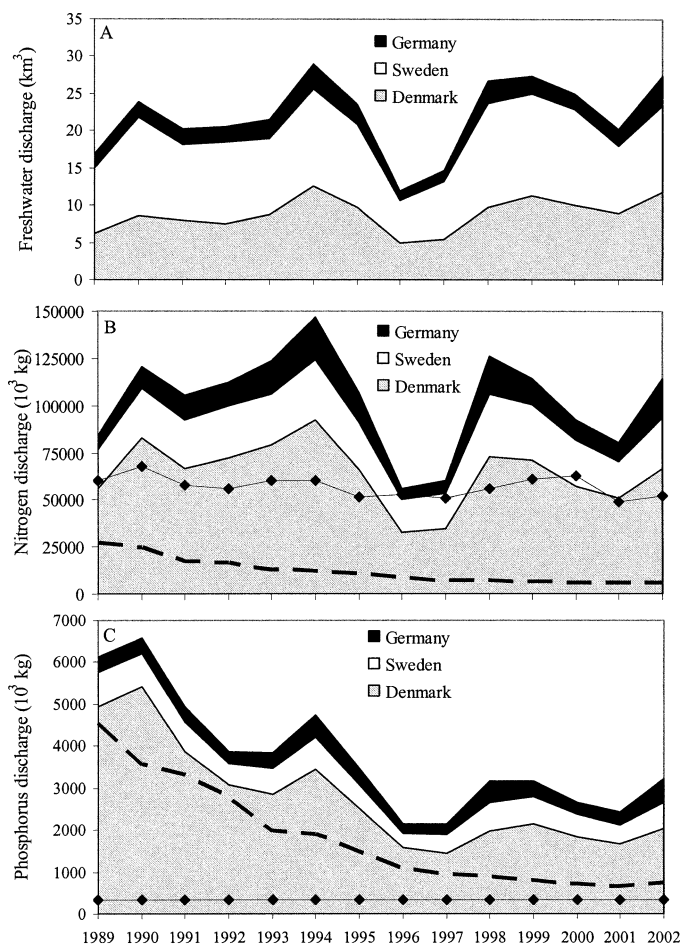 A
Freshwater discharge (km³)
35
30
25
20
15
10
5
0
Germany
Sweden
Denmark
B
Nitrogen discharge (10³ kg)
150000
125000
100000
75000
50000
25000
0
Germany
Sweden
Denmark
C
Phosphorus discharge (10³ kg)
7000
6000
5000
4000
3000
2000
1000
0
Germany
Sweden
Denmark
1989 1990 1991 1992 1993 1994 1995 1996 1997 1998 1999 2000 2001 2002